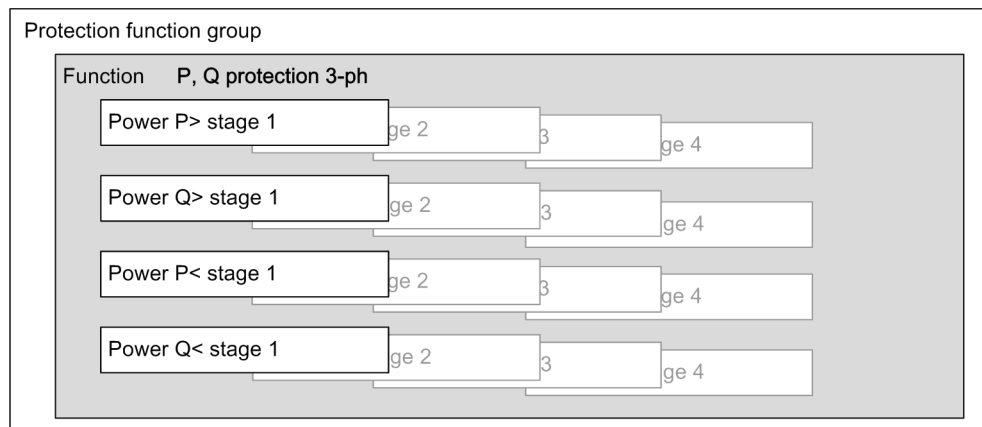 Protection function group
Function P, Q protection 3-ph
Power P> stage 1 ge 2 3 ge 4
Power Q> stage 1 ge 2 3 ge 4
Power P< stage 1 ge 2 3 ge 4
Power Q< stage 1 ge 2 3 ge 4